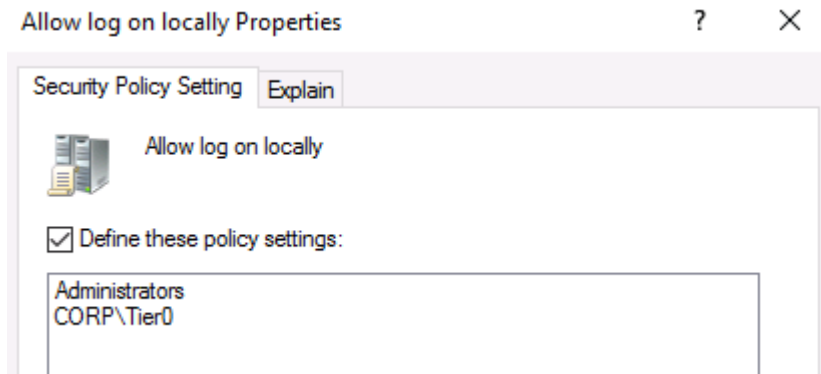 Allow log on locally Properties ? ×
Security Policy Setting Explain
Allow log on locally
Define these policy settings:
Administrators
CORP\Tier0